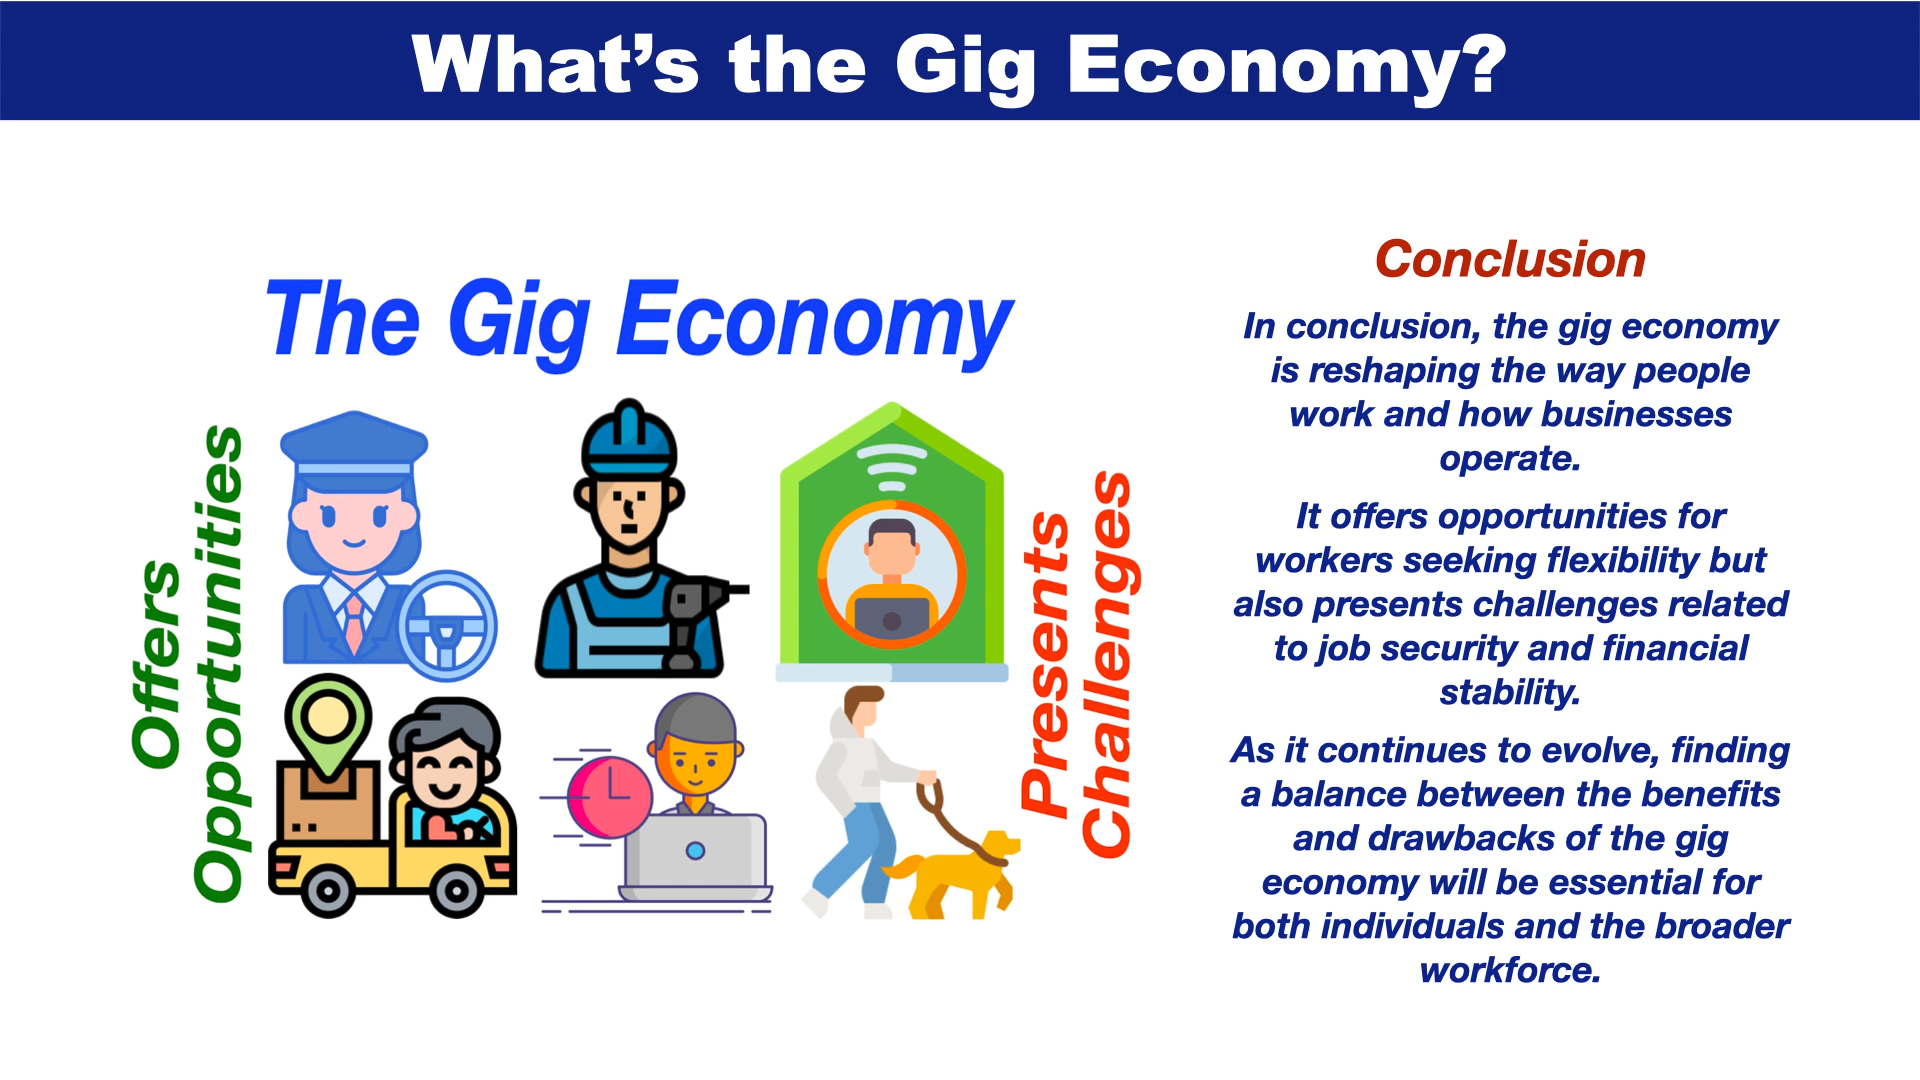 What’s the Gig Economy?
The Gig Economy
Offers
Opportunities
Presents
Challenges
Conclusion
In conclusion, the gig economy
is reshaping the way people
work and how businesses
operate.
It offers opportunities for
workers seeking flexibility but
also presents challenges related
to job security and financial
stability.
As it continues to evolve, finding
a balance between the benefits
and drawbacks of the gig
economy will be essential for
both individuals and the broader
workforce.